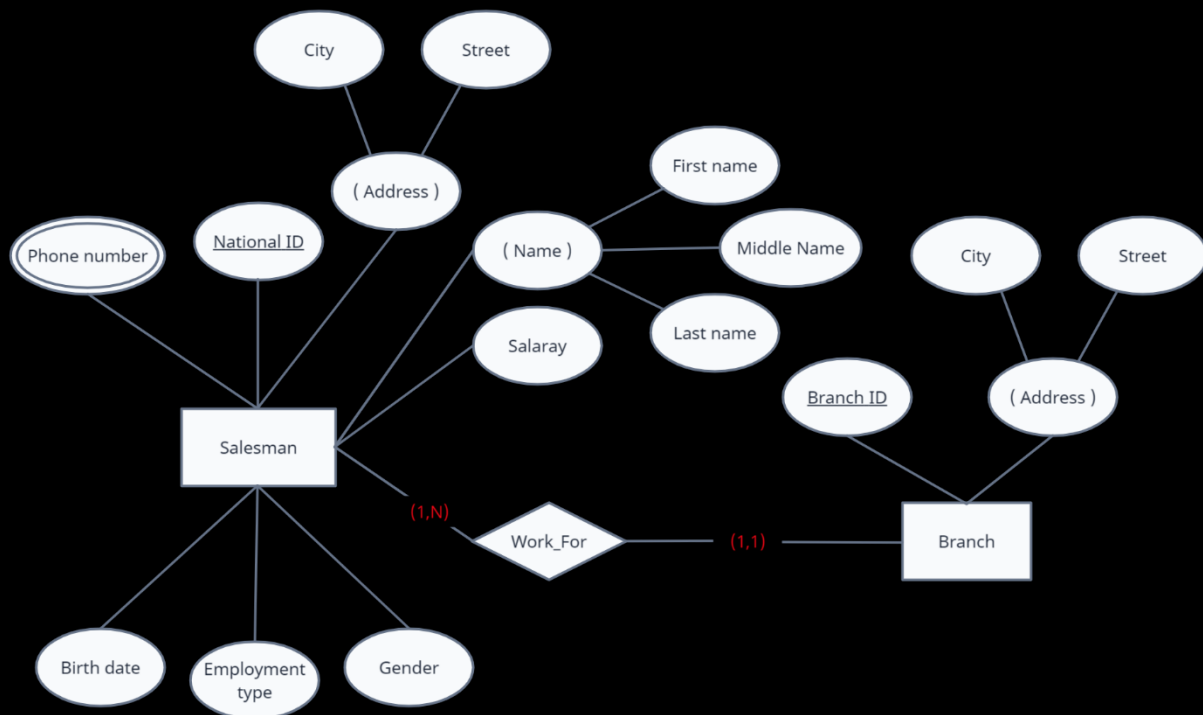 City
Street
First name
( Address )
National ID
Phone number
( Name )
Middle Name
City
Street
Last name
Salaray
Branch ID
( Address )
Salesman
(1,N)
Work_For
(1,1)
Branch
Birth date
Employment
type
Gender